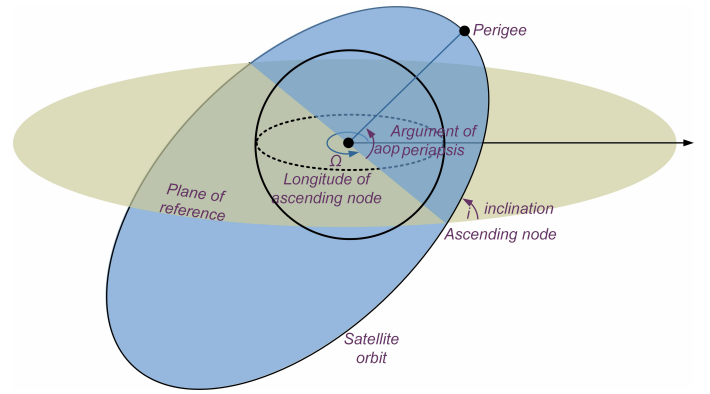 Perigee
Argument of
aop periapsis
Ω
Longitude of
ascending node
Plane of
reference
i inclination
Ascending node
Satellite
orbit